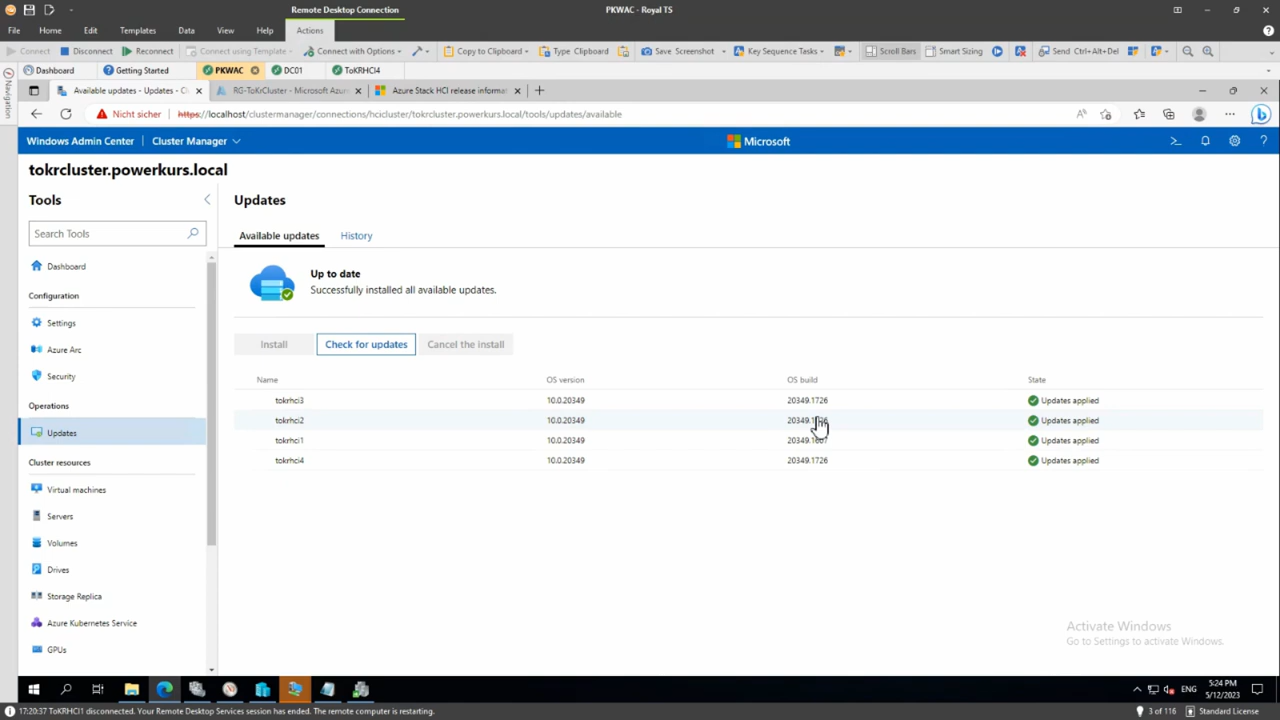 Remote Desktop Connection
PKWAC - Royal TS
File Home Edit Templates Data View Help Actions
Connect Disconnect Reconnect Connect using Template Connect with Options Copy to Clipboard Type Clipboard Save Screenshot Key Sequence Tasks Scroll Bars Smart Sizing Send Ctrl+Alt+Del
Dashboard Getting Started PKWAC DC01 ToKRHCI4
Navigation
Available updates - Updates - Cl RG-ToKrCluster - Microsoft Azur Azure Stack HCI release informat
Nicht sicher https://localhost/clustermanager/connections/hcicluster/tokrcluster.powerkurs.local/tools/updates/available
Windows Admin Center Cluster Manager Microsoft
tokrcluster.powerkurs.local
Tools
Search Tools
Dashboard
Configuration
Settings
Azure Arc
Security
Operations
Updates
Cluster resources
Virtual machines
Servers
Volumes
Drives
Storage Replica
Azure Kubernetes Service
GPUs
Updates
Available updates History
Up to date
Successfully installed all available updates.
Install Check for updates Cancel the install
Name OS version OS build State
tokrhci3 10.0.20349 20349.1726 Updates applied
tokrhci2 10.0.20349 Updates applied
tokrhci1 10.0.20349 Updates applied
tokrhci4 10.0.20349 20349.1726 Updates applied
Activate Windows
Go to Settings to activate Windows.
ENG
5:24 PM
5/12/2023
17:20:37 ToKRHCI1 disconnected. Your Remote Desktop Services session has ended. The remote computer is restarting.
3 of 116 Standard License